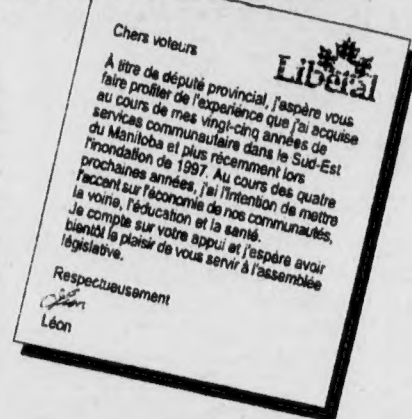 Chers voteurs
Libéral
À titre de député provincial, j'espère vous
faire profiter de l'expérience que j'ai acquise
au cours de mes vingt-cinq années de
services communautaire dans le Sud-Est
du Manitoba et plus récemment lors
l'inondation de 1997. Au cours des quatre
prochaines années, j'ai l'intention de mettre
l'accent sur l'économie de nos communautés,
la voirie, l'éducation et la santé.
Je compte sur votre appui et j'espère avoir
bientôt le plaisir de vous servir à l'assemblée
législative.
Respectueusement
Léon
Léon